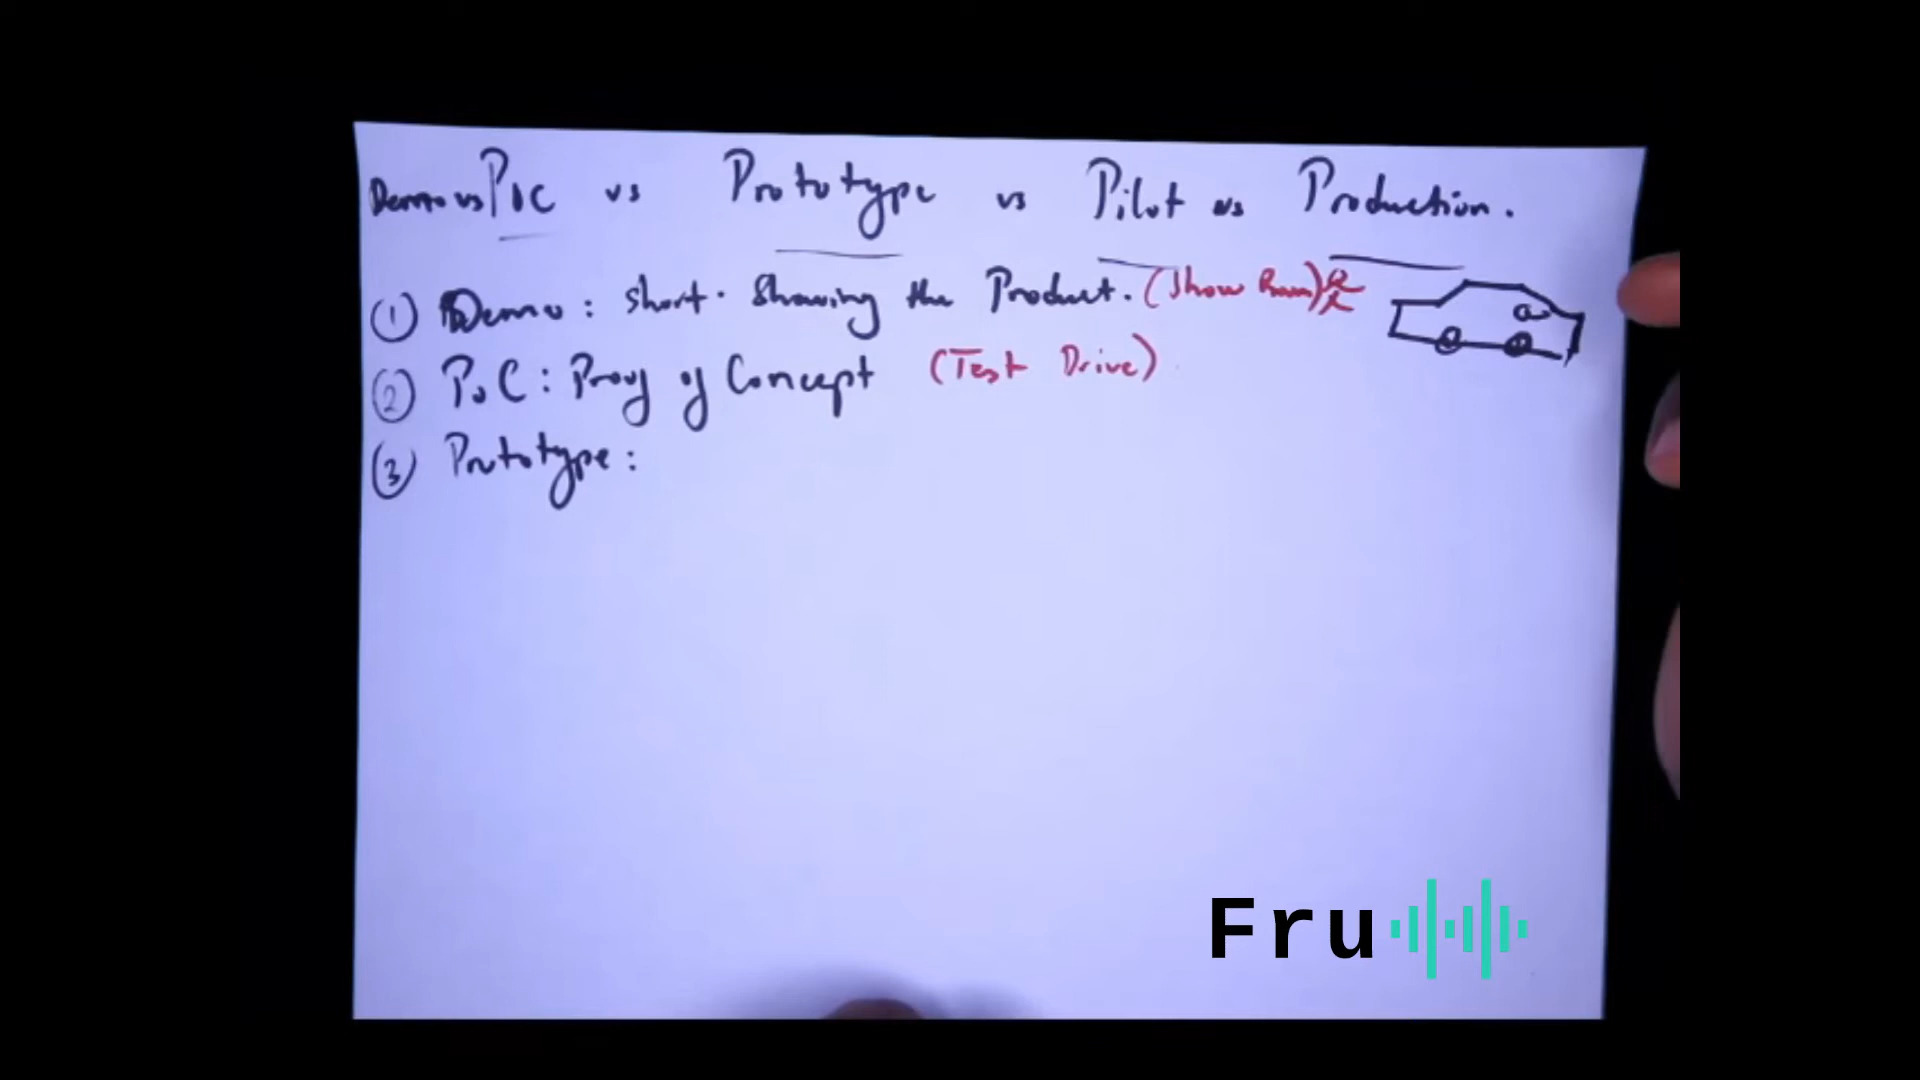 Demo vs PoC vs Prototype vs Pilot vs Production.
① Demo: short. Showing the Product. (Show Room)
② PoC: Proof of Concept (Test Drive)
③ Prototype:
Fru